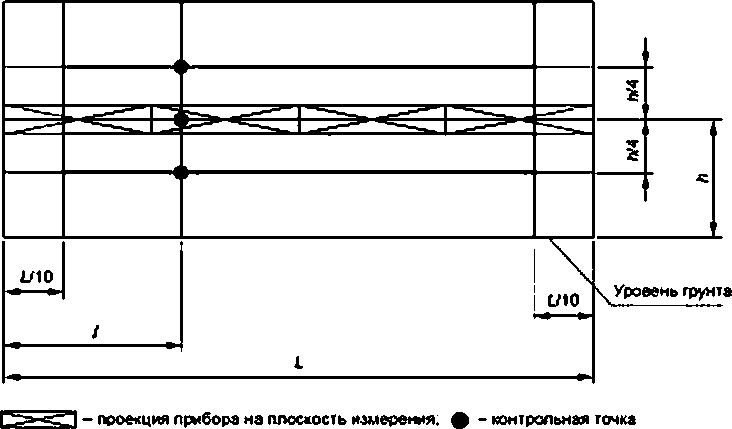 h/4
h/4
h
L/10
Уровень грунта
L/10
l
L
– проекция прибора на плоскость измерения;
– контрольная точка